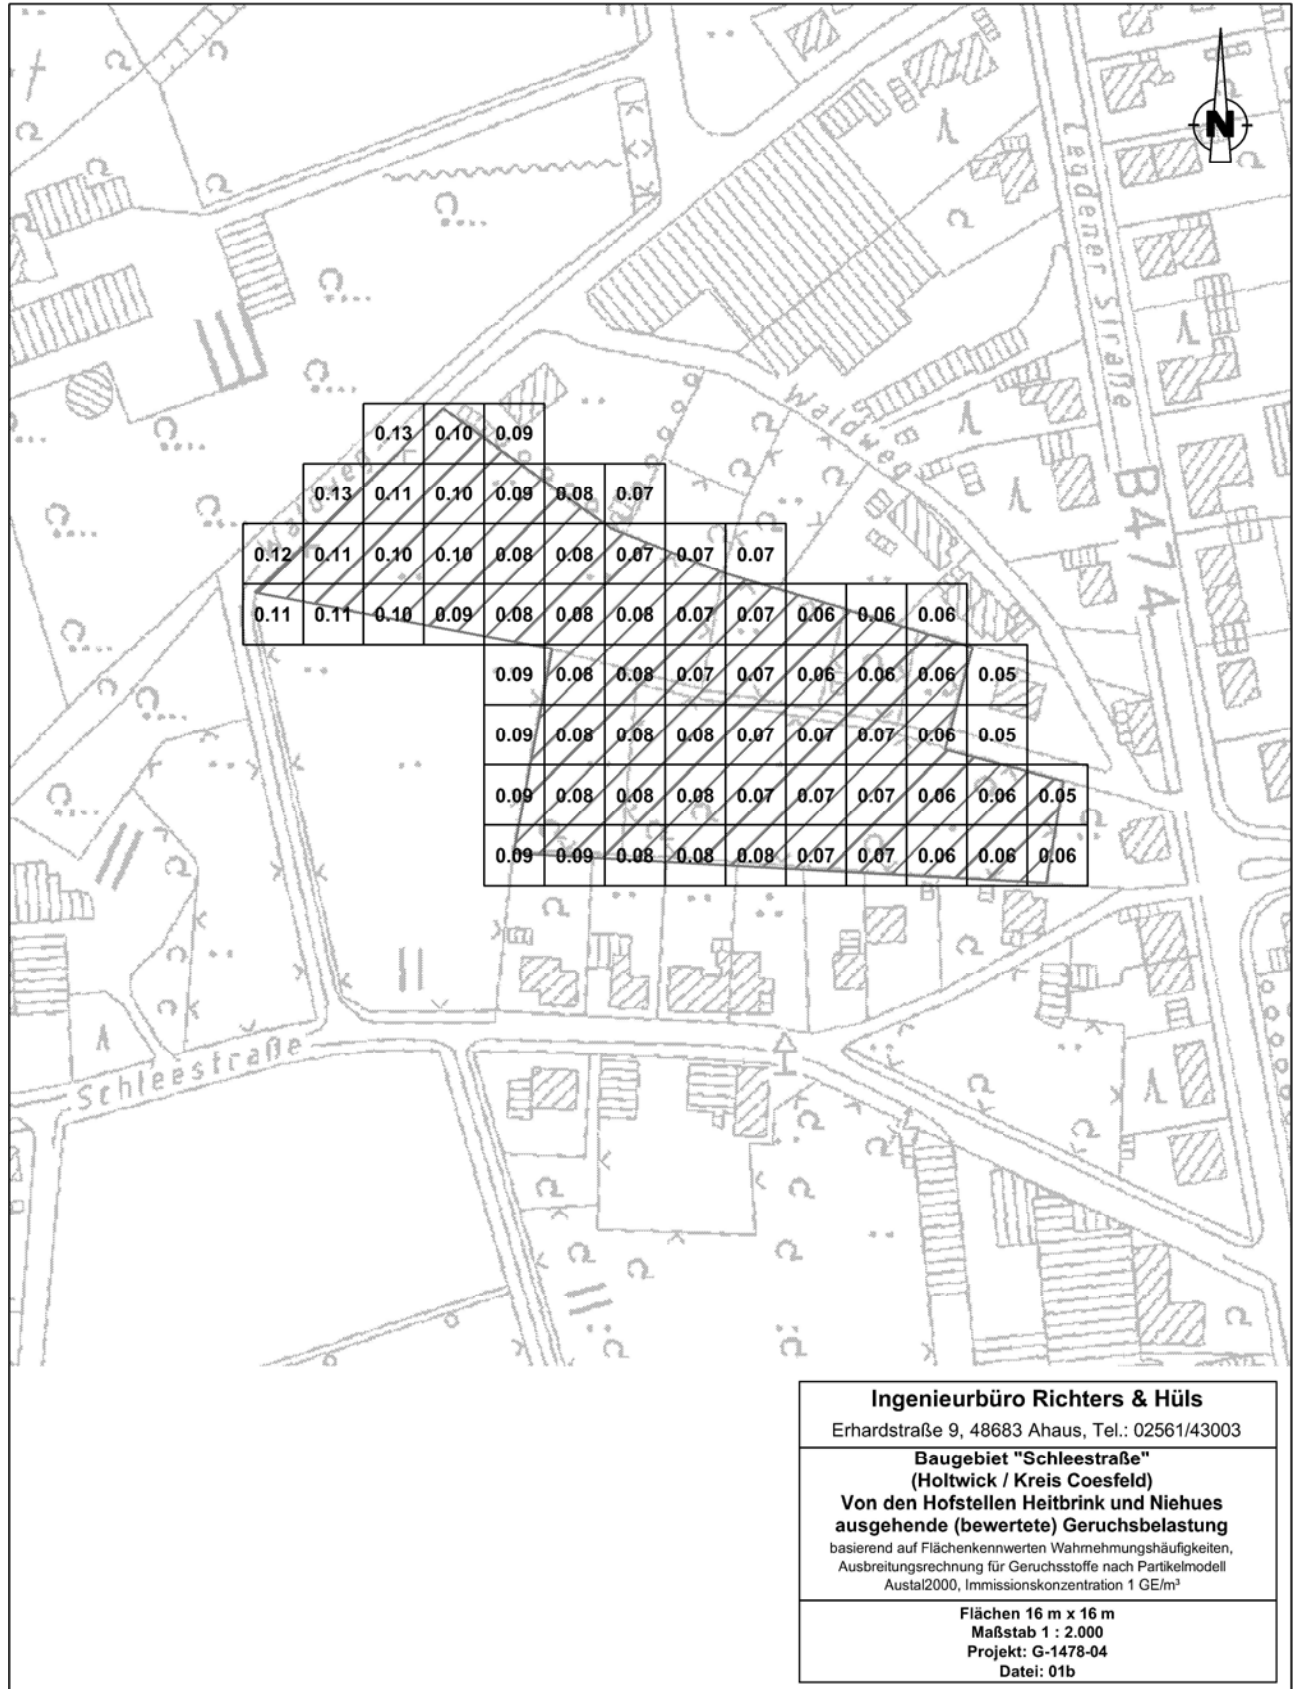 N
Leudener Straße
Waldweg
B474
Waldweg
0.13 0.10 0.09
0.13 0.11 0.10 0.09 0.08 0.07
0.12 0.11 0.10 0.10 0.08 0.08 0.07 0.07 0.07
0.11 0.11 0.10 0.09 0.08 0.08 0.08 0.07 0.07 0.06 0.06 0.06
0.09 0.08 0.08 0.07 0.07 0.06 0.06 0.06 0.05
0.09 0.08 0.08 0.08 0.07 0.07 0.07 0.06 0.05
0.09 0.08 0.08 0.08 0.07 0.07 0.07 0.06 0.06 0.05
0.09 0.09 0.08 0.08 0.08 0.07 0.07 0.06 0.06 0.06
Schleestraße
Ingenieurbüro Richters & Hüls
Erhardstraße 9, 48683 Ahaus, Tel.: 02561/43003
Baugebiet "Schleestraße"
(Holtwick / Kreis Coesfeld)
Von den Hofstellen Heitbrink und Niehues
ausgehende (bewertete) Geruchsbelastung
basierend auf Flächenkennwerten Wahrnehmungshäufigkeiten,
Ausbreitungsrechnung für Geruchsstoffe nach Partikelmodell
Austal2000, Immissionskonzentration 1 GE/m³
Flächen 16 m x 16 m
Maßstab 1 : 2.000
Projekt: G-1478-04
Datei: 01b